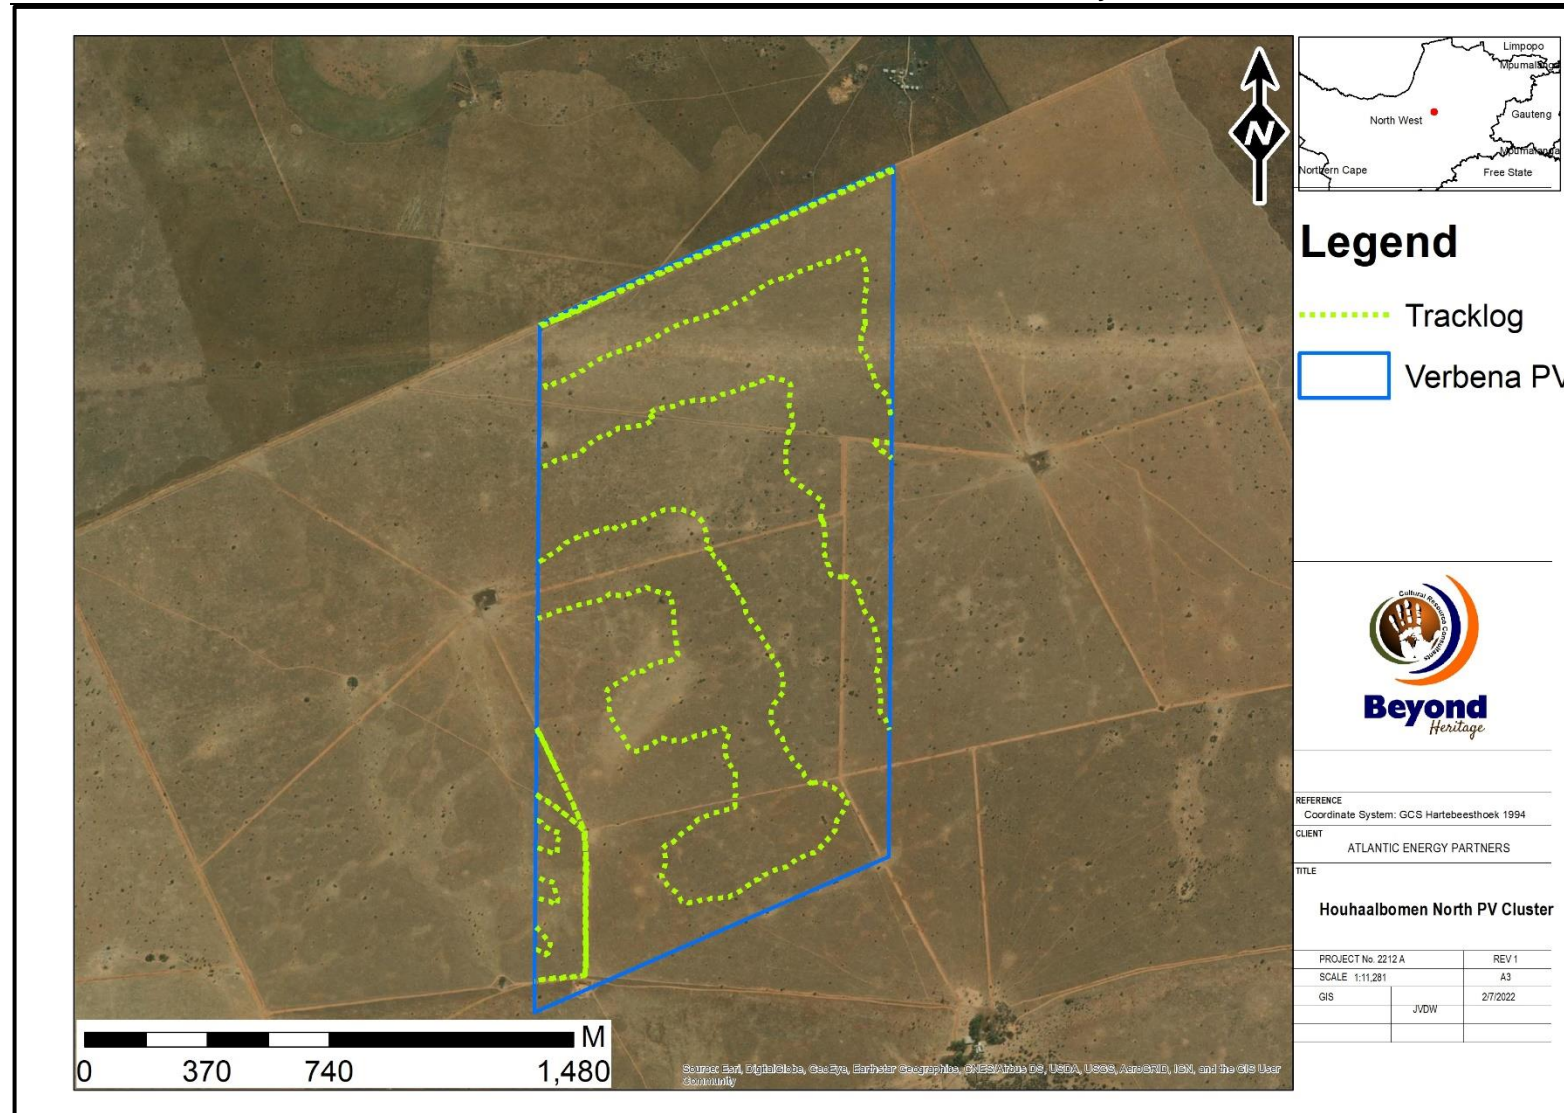 N
Limpopo
North West
Gauteng
Northern Cape
Free State
Legend
Tracklog
Verbena PV
Cultural Resource Consultants
Beyond
Heritage
REFERENCE
Coordinate System: GCS Hartebeesthoek 1994
CLIENT
ATLANTIC ENERGY PARTNERS
TITLE
Houhaalbomen North PV Cluster
PROJECT No. 2212 A REV 1
SCALE 1:11,281 A3
GIS 2/7/2022
JVDW
M
0 370 740 1,480
Source: Esri, DigitalGlobe, GeoEye, Earthstar Geographics, CNES/Airbus DS, USDA, USGS, AeroGRID, IGN, and the GIS User
Community